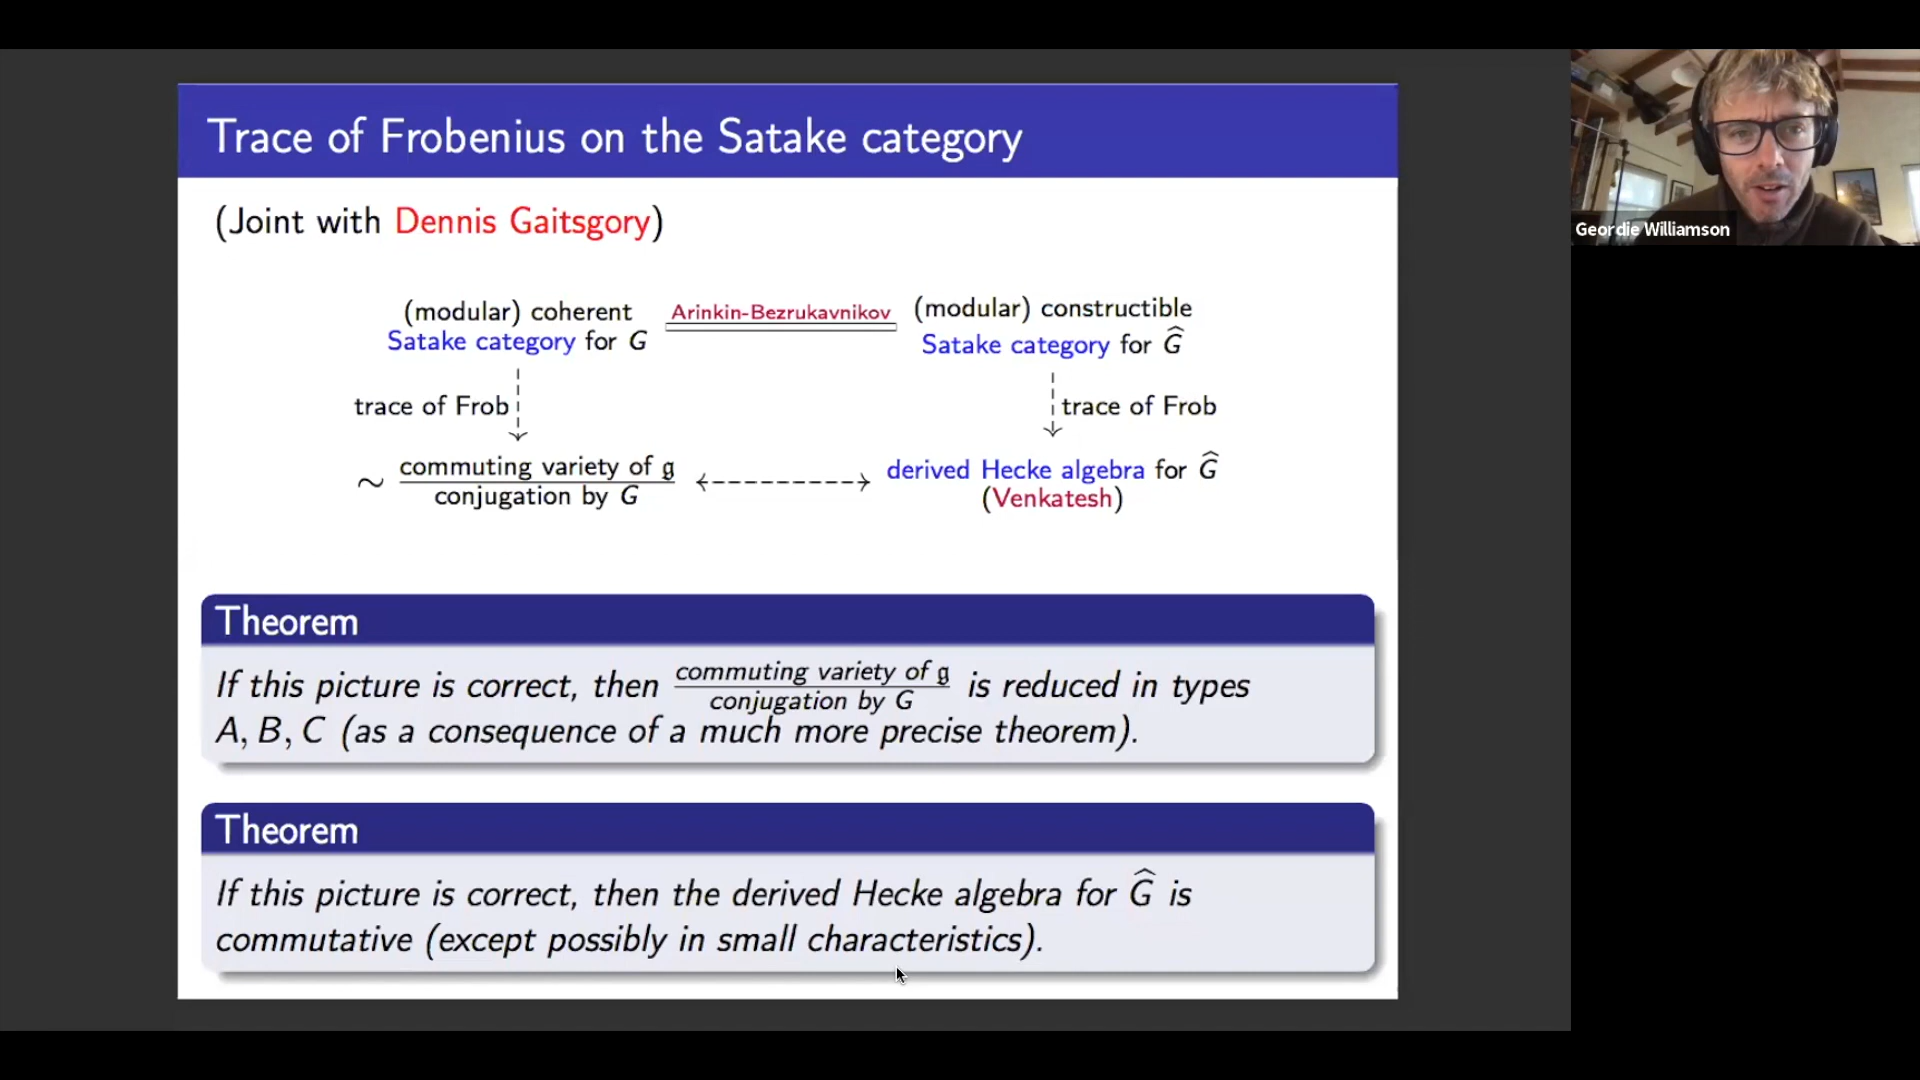 Trace of Frobenius on the Satake category
(Joint with Dennis Gaitsgory)
(modular) coherent
Satake category for G
Arinkin-Bezrukavnikov
(modular) constructible
Satake category for Ĝ
trace of Frob
trace of Frob
∼ commuting variety of 𝔤
conjugation by G
derived Hecke algebra for Ĝ
(Venkatesh)
Theorem
If this picture is correct, then commuting variety of 𝔤 / conjugation by G is reduced in types
A, B, C (as a consequence of a much more precise theorem).
Theorem
If this picture is correct, then the derived Hecke algebra for Ĝ is
commutative (except possibly in small characteristics).
Geordie Williamson